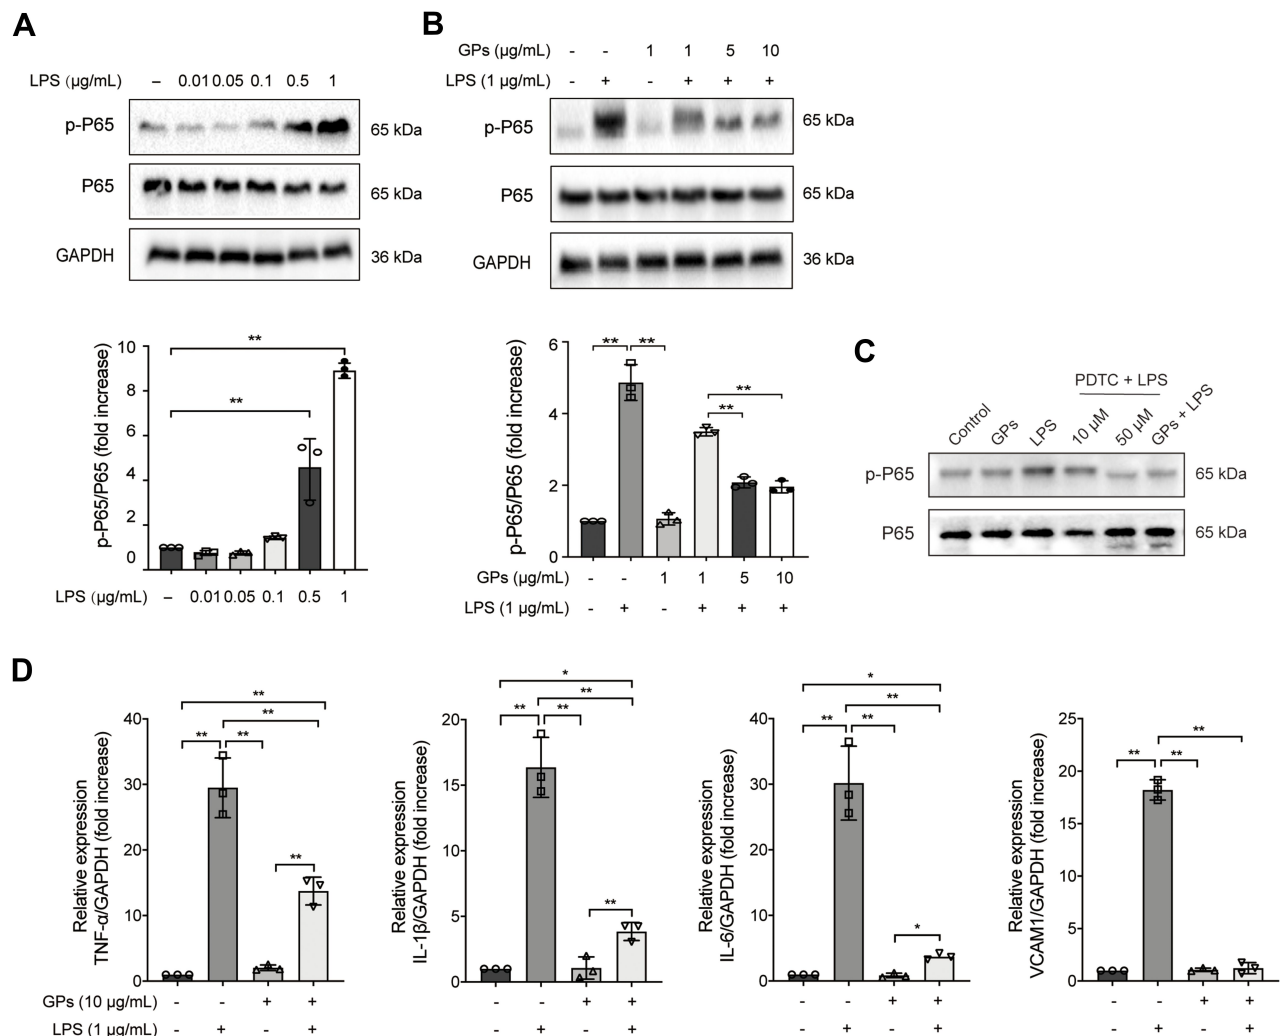 A
LPS (μg/mL) – 0.01 0.05 0.1 0.5 1
p-P65 65 kDa
P65 65 kDa
GAPDH 36 kDa
p-P65/P65 (fold increase)
10
8
6
4
2
0
**
**
LPS (μg/mL) – 0.01 0.05 0.1 0.5 1
B
GPs (μg/mL) - - 1 1 5 10
LPS (1 μg/mL) - + - + + +
p-P65 65 kDa
P65 65 kDa
GAPDH 36 kDa
p-P65/P65 (fold increase)
6
4
2
0
** **
**
**
GPs (μg/mL) - - 1 1 5 10
LPS (1 μg/mL) - + - + + +
C
PDTC + LPS
Control GPs LPS 10 μM 50 μM GPs + LPS
p-P65 65 kDa
P65 65 kDa
D
Relative expression
TNF-α/GAPDH (fold increase)
40
30
20
10
0
**
**
** **
**
GPs (10 μg/mL) - - + +
LPS (1 μg/mL) - + - +
Relative expression
IL-1β/GAPDH (fold increase)
20
15
10
5
0
*
**
** **
**
- - + +
- + - +
Relative expression
IL-6/GAPDH (fold increase)
40
30
20
10
0
*
**
** **
*
- - + +
- + - +
Relative expression
VCAM1/GAPDH (fold increase)
25
20
15
10
5
0
**
** **
- - + +
- + - +